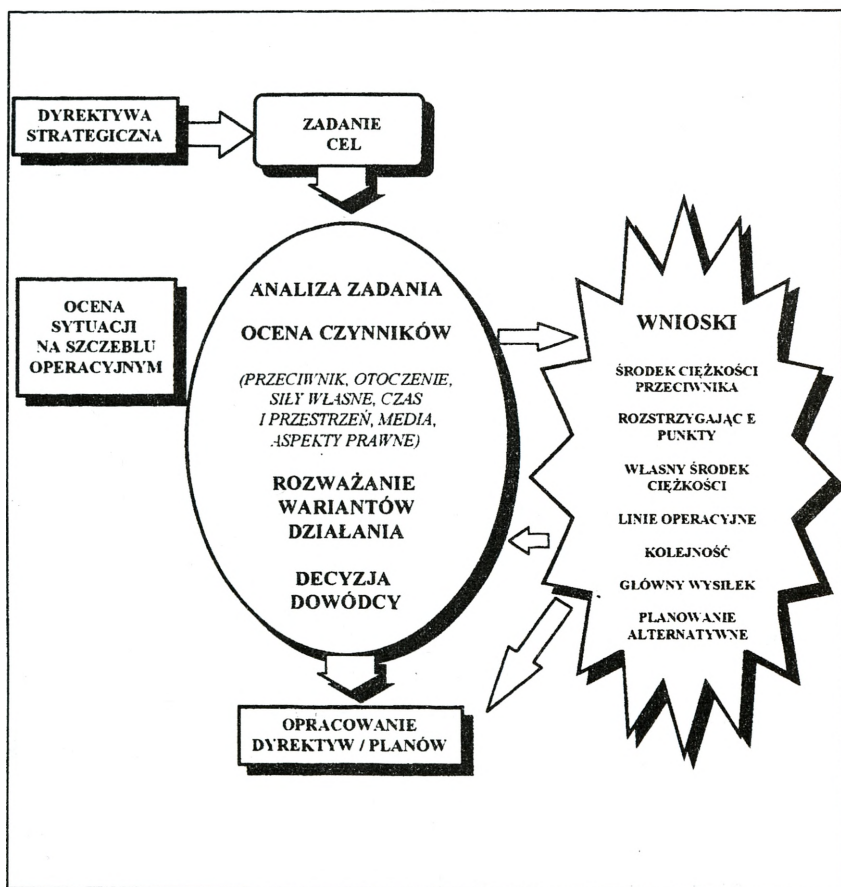 DYREKTYWA
STRATEGICZNA
ZADANIE
CEL
OCENA
SYTUACJI
NA SZCZEBLU
OPERACYJNYM
ANALIZA ZADANIA
OCENA CZYNNIKÓW
(PRZECIWNIK, OTOCZENIE,
SIŁY WŁASNE, CZAS
I PRZESTRZEŃ, MEDIA,
ASPEKTY PRAWNE)
ROZWAŻANIE
WARIANTÓW
DZIAŁANIA
DECYZJA
DOWÓDCY
WNIOSKI
ŚRODEK CIĘŻKOŚCI
PRZECIWNIKA
ROZSTRZYGAJĄC E
PUNKTY
WŁASNY ŚRODEK
CIĘŻKOŚCI
LINIE OPERACYJNE
KOLEJNOŚĆ
GŁÓWNY WYSIŁEK
PLANOWANIE
ALTERNATYWNE
OPRACOWANIE
DYREKTYW / PLANÓW